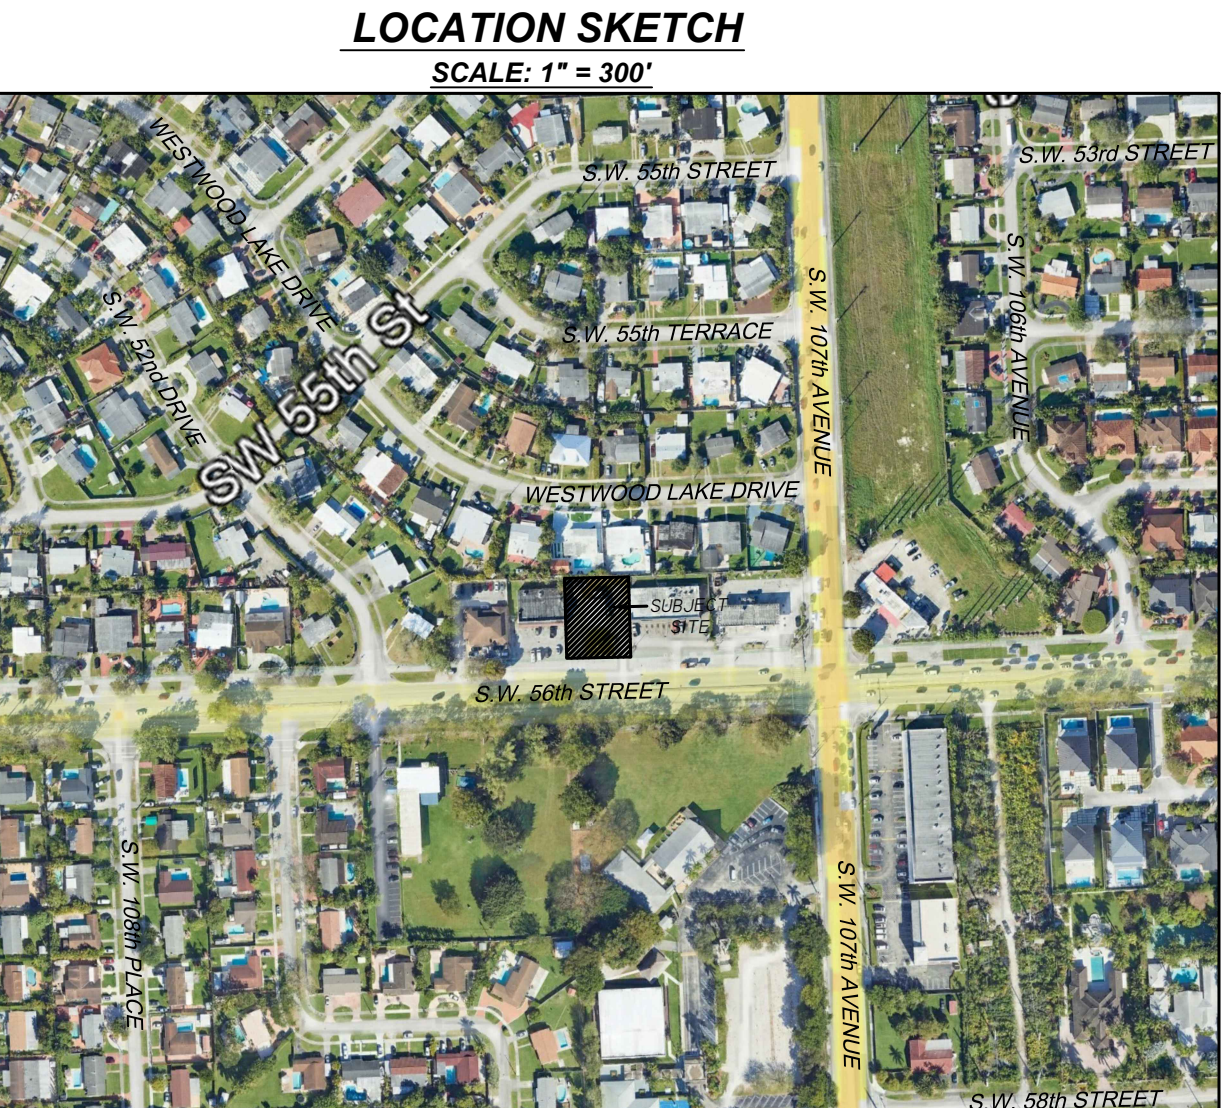 LOCATION SKETCH
SCALE: 1" = 300'
WESTWOOD LAKE DRIVE
S.W. 55th STREET
S.W. 53rd STREET
S.W. 52nd DRIVE
SW 55th St
S.W. 55th TERRACE
S.W. 107th AVENUE
S.W. 106th AVENUE
WESTWOOD LAKE DRIVE
SUBJECT
SITE
S.W. 56th STREET
S.W. 108th PLACE
S.W. 107th AVENUE
S.W. 58th STREET